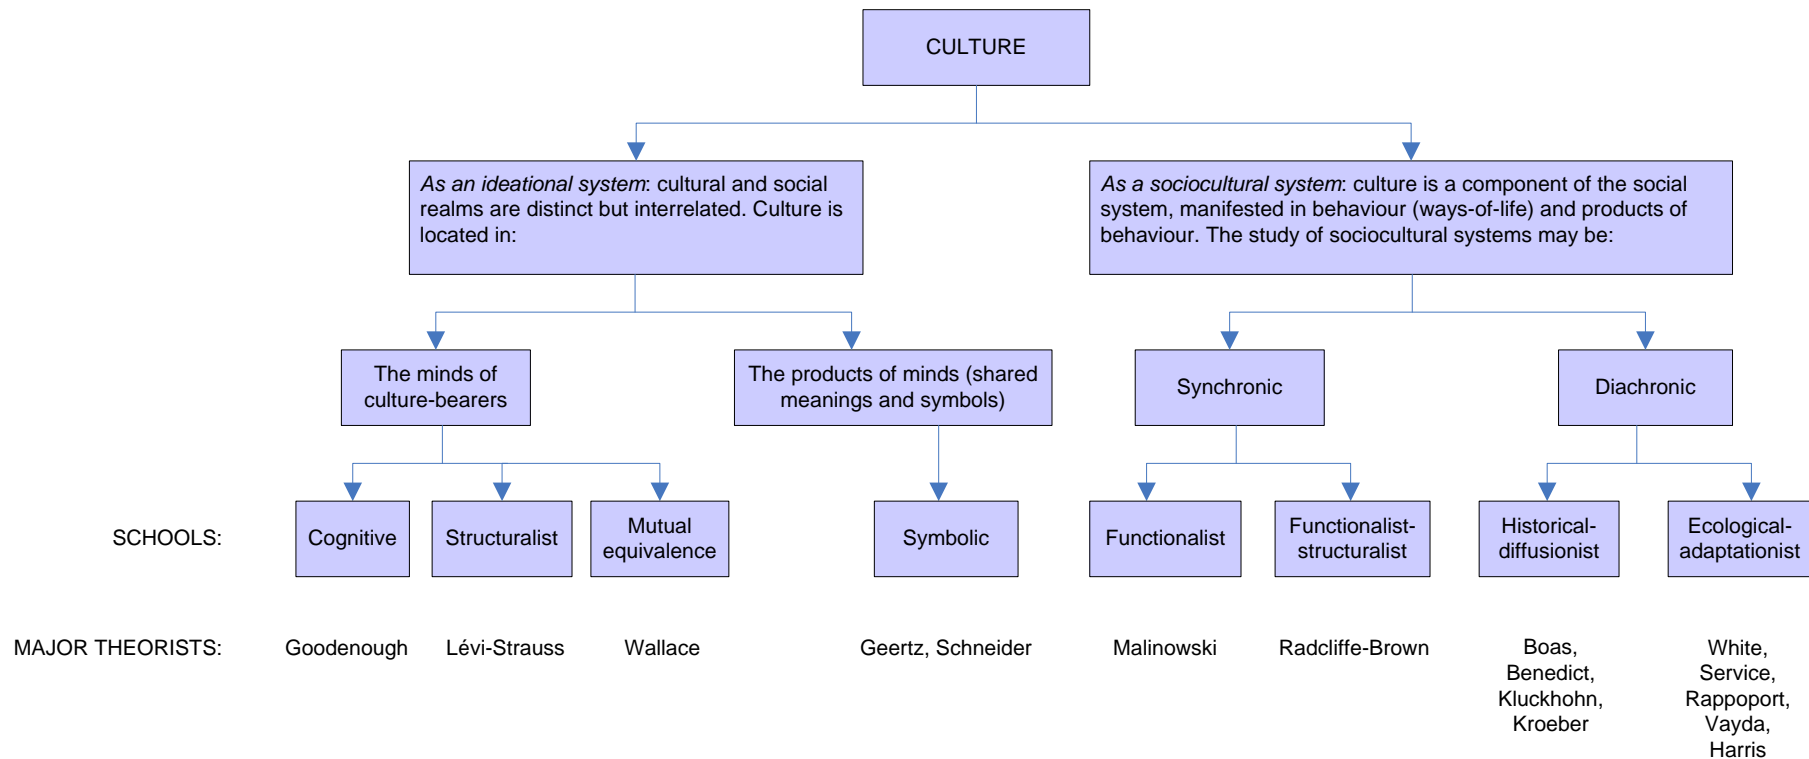 CULTURE
As an ideational system: cultural and social
realms are distinct but interrelated. Culture is
located in:
As a sociocultural system: culture is a component of the social
system, manifested in behaviour (ways-of-life) and products of
behaviour. The study of sociocultural systems may be:
The minds of
culture-bearers
The products of minds (shared
meanings and symbols)
Synchronic
Diachronic
SCHOOLS:
Cognitive
Structuralist
Mutual
equivalence
Symbolic
Functionalist
Functionalist-
structuralist
Historical-
diffusionist
Ecological-
adaptationist
MAJOR THEORISTS:
Goodenough
Lévi-Strauss
Wallace
Geertz, Schneider
Malinowski
Radcliffe-Brown
Boas,
Benedict,
Kluckhohn,
Kroeber
White,
Service,
Rappoport,
Vayda,
Harris